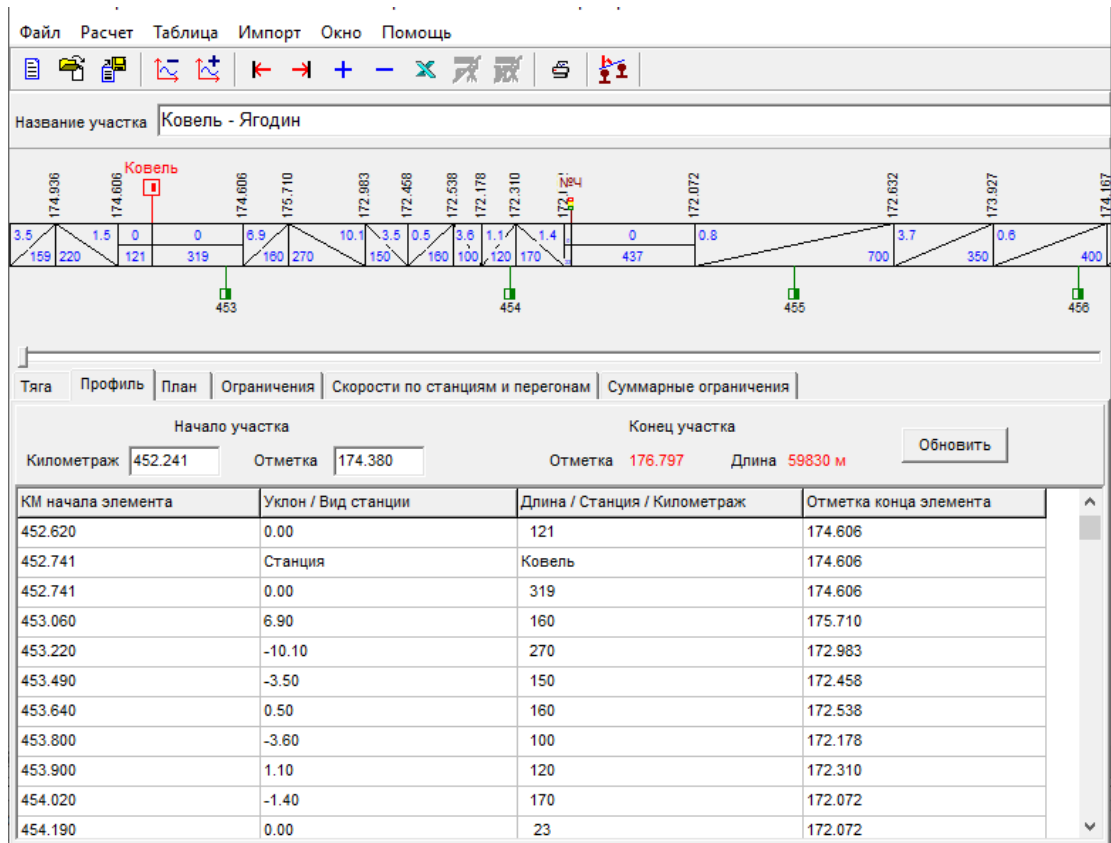 Файл Расчет Таблица Импорт Окно Помощь
Название участка Ковель - Ягодин
Ковель
№Ч
174.936 174.606 174.606 175.710 172.983 172.458 172.538 172.178 172.310 172.072 172.632 173.927 174.167
3.5 1.5 0 0 6.9 10.1 3.5 0.5 3.6 1.1 1.4 0 0.8 3.7 0.6
159 220 121 319 160 270 150 160 100 120 170 437 700 350 400
453 454 455 456
Тяга Профиль План Ограничения Скорости по станциям и перегонам Суммарные ограничения
Начало участка Конец участка
Километраж 452.241 Отметка 174.380 Отметка 176.797 Длина 59830 м Обновить
КМ начала элемента Уклон / Вид станции Длина / Станция / Километраж Отметка конца элемента
452.620 0.00 121 174.606
452.741 Станция Ковель 174.606
452.741 0.00 319 174.606
453.060 6.90 160 175.710
453.220 -10.10 270 172.983
453.490 -3.50 150 172.458
453.640 0.50 160 172.538
453.800 -3.60 100 172.178
453.900 1.10 120 172.310
454.020 -1.40 170 172.072
454.190 0.00 23 172.072